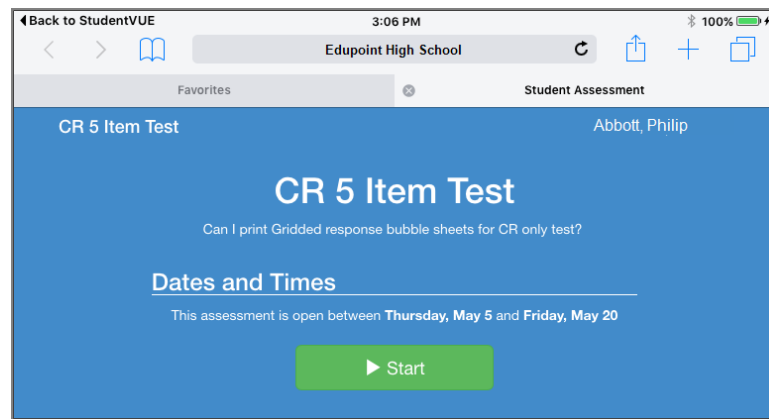 Back to StudentVUE 3:06 PM 100%
Edupoint High School
Favorites Student Assessment
CR 5 Item Test Abbott, Philip
CR 5 Item Test
Can I print Gridded response bubble sheets for CR only test?
Dates and Times
This assessment is open between Thursday, May 5 and Friday, May 20
Start